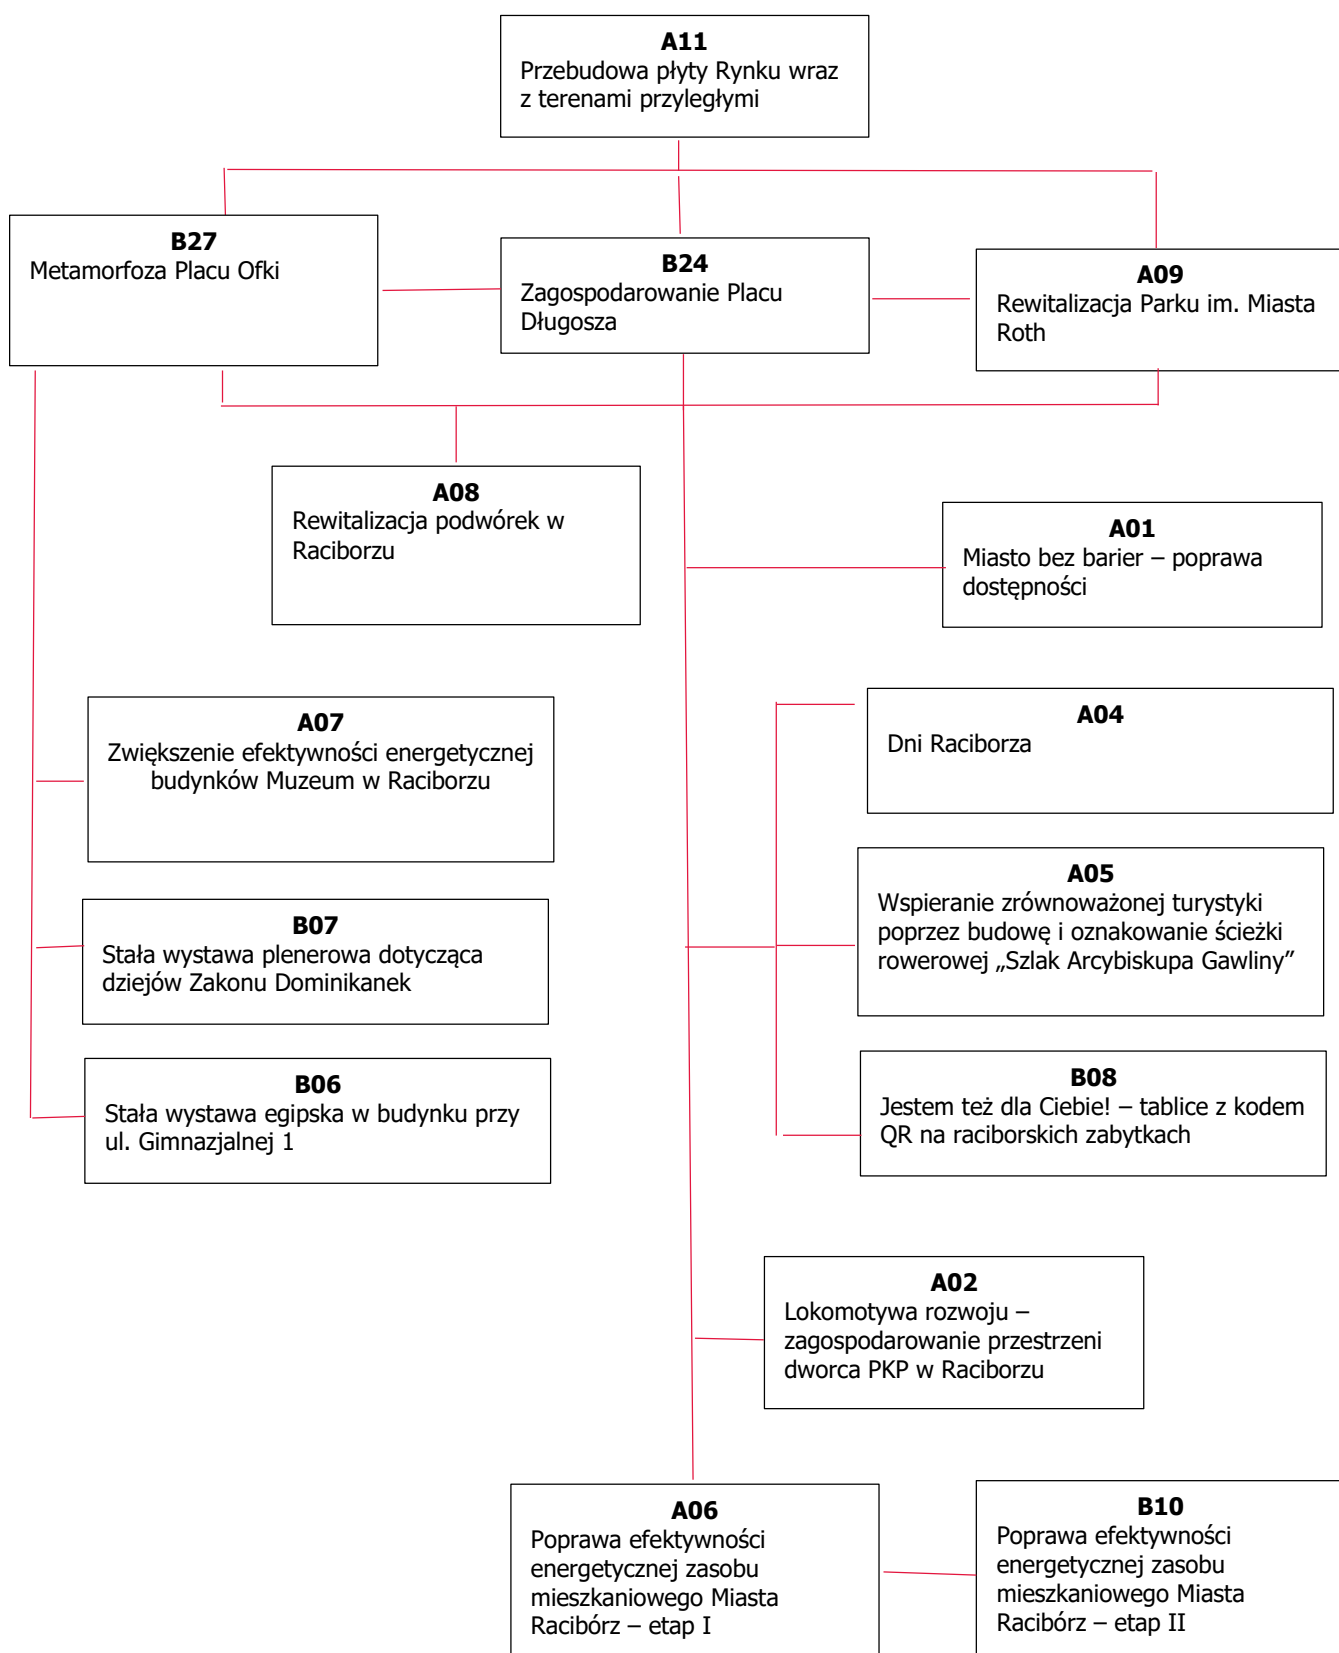 A11
Przebudowa płyty Rynku wraz
z terenami przyległymi
B27
Metamorfoza Placu Ofki
B24
Zagospodarowanie Placu
Długosza
A09
Rewitalizacja Parku im. Miasta
Roth
A08
Rewitalizacja podwórek w
Raciborzu
A01
Miasto bez barier – poprawa
dostępności
A07
Zwiększenie efektywności energetycznej
budynków Muzeum w Raciborzu
A04
Dni Raciborza
A05
Wspieranie zrównoważonej turystyki
poprzez budowę i oznakowanie ścieżki
rowerowej „Szlak Arcybiskupa Gawliny”
B07
Stała wystawa plenerowa dotycząca
dziejów Zakonu Dominikanek
B06
Stała wystawa egipska w budynku przy
ul. Gimnazjalnej 1
B08
Jestem też dla Ciebie! – tablice z kodem
QR na raciborskich zabytkach
A02
Lokomotywa rozwoju –
zagospodarowanie przestrzeni
dworca PKP w Raciborzu
A06
Poprawa efektywności
energetycznej zasobu
mieszkaniowego Miasta
Racibórz – etap I
B10
Poprawa efektywności
energetycznej zasobu
mieszkaniowego Miasta
Racibórz – etap II